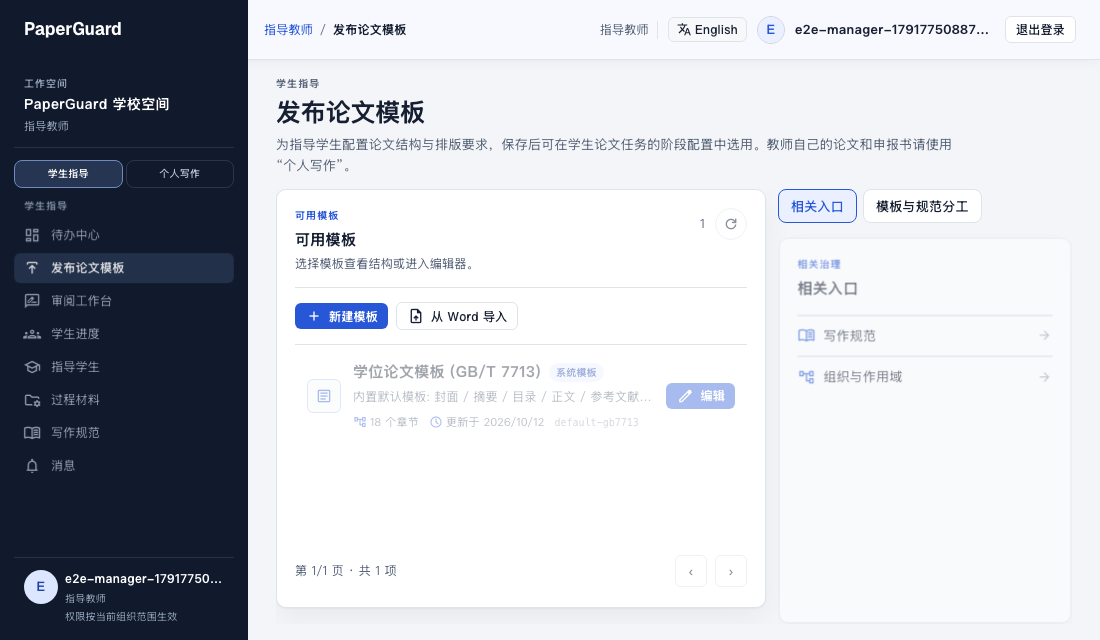 PaperGuard
工作空间
PaperGuard 学校空间
指导教师
学生指导
个人写作
学生指导
待办中心
发布论文模板
审阅工作台
学生进度
指导学生
过程材料
写作规范
消息
E
e2e-manager-17917750...
指导教师
权限按当前组织范围生效
指导教师 / 发布论文模板
指导教师
English
E
e2e-manager-17917750887...
退出登录
学生指导
发布论文模板
为指导学生配置论文结构与排版要求，保存后可在学生论文任务的阶段配置中选用。教师自己的论文和申报书请使用
“个人写作”。
可用模板
可用模板
选择模板查看结构或进入编辑器。
1
新建模板
从 Word 导入
学位论文模板 (GB/T 7713) 系统模板
内置默认模板: 封面 / 摘要 / 目录 / 正文 / 参考文献...
18 个章节 更新于 2026/10/12 default-gb7713
编辑
第 1/1 页 · 共 1 项
‹ ›
相关入口
模板与规范分工
相关治理
相关入口
写作规范
组织与作用域